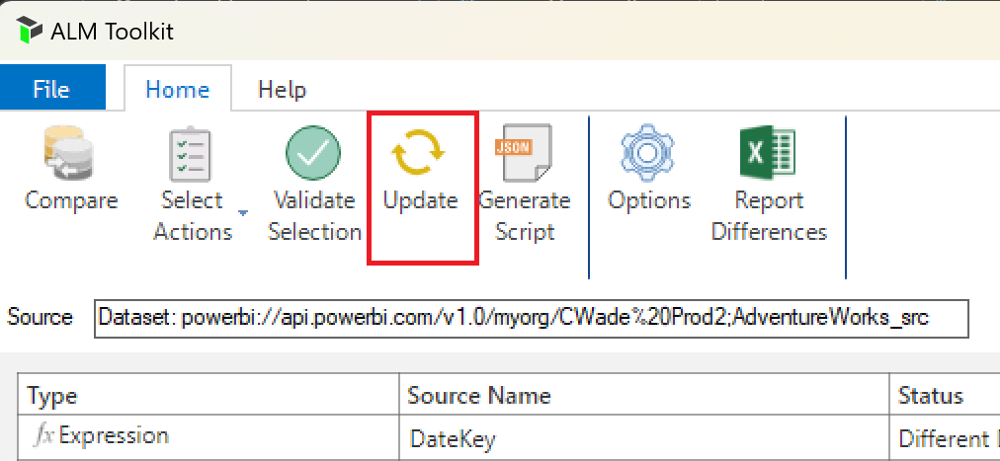 ALM Toolkit
File Home Help
Compare Select Actions Validate Selection Update JSON Generate Script Options X Report Differences
Source Dataset: powerbi://api.powerbi.com/v1.0/myorg/CWade%20Prod2;AdventureWorks_src
Type Source Name Status
fx Expression DateKey Different